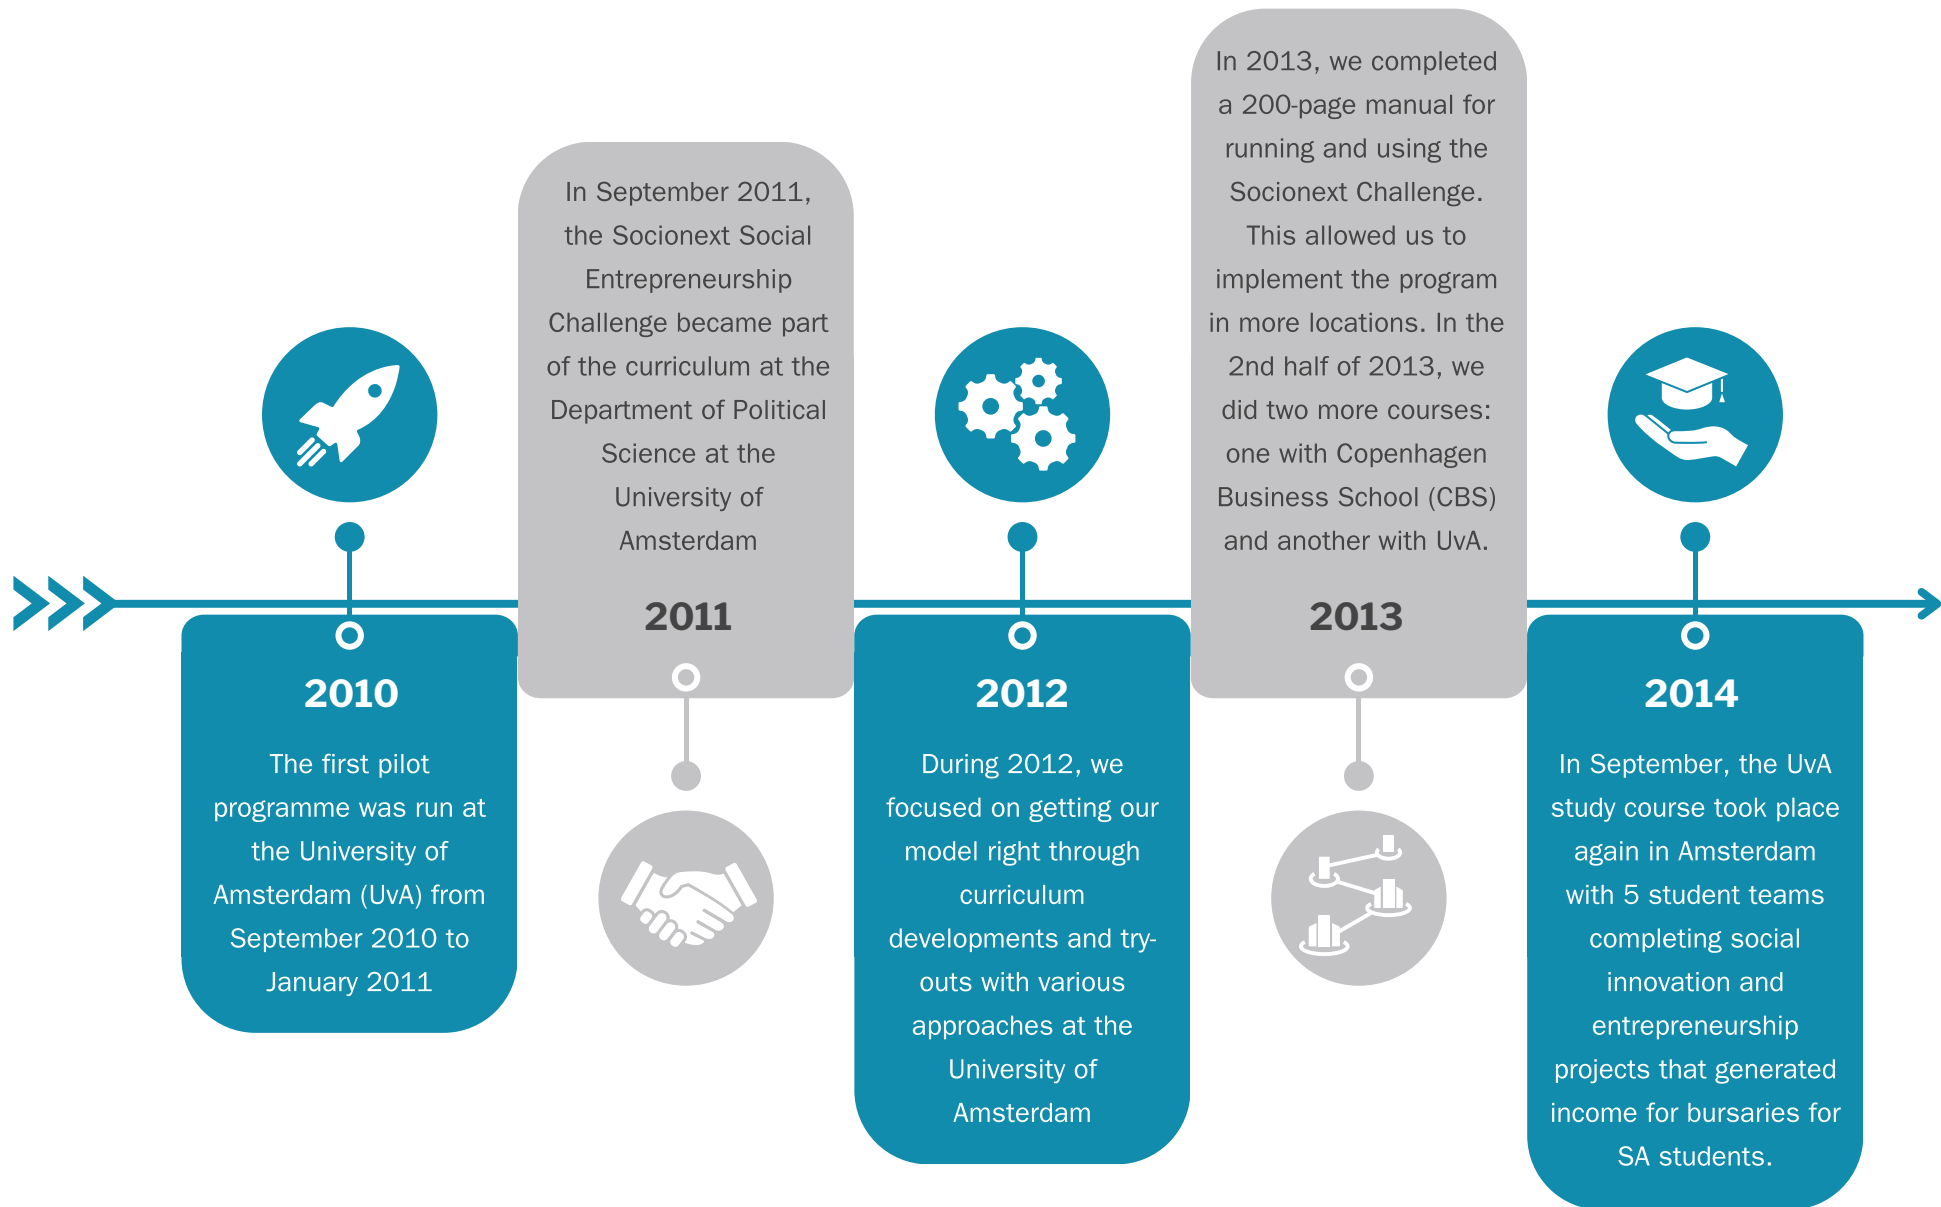 2010
The first pilot
programme was run at
the University of
Amsterdam (UvA) from
September 2010 to
January 2011
In September 2011,
the Socionext Social
Entrepreneurship
Challenge became part
of the curriculum at the
Department of Political
Science at the
University of
Amsterdam
2011
2012
During 2012, we
focused on getting our
model right through
curriculum
developments and try-
outs with various
approaches at the
University of
Amsterdam
In 2013, we completed
a 200-page manual for
running and using the
Socionext Challenge.
This allowed us to
implement the program
in more locations. In the
2nd half of 2013, we
did two more courses:
one with Copenhagen
Business School (CBS)
and another with UvA.
2013
2014
In September, the UvA
study course took place
again in Amsterdam
with 5 student teams
completing social
innovation and
entrepreneurship
projects that generated
income for bursaries for
SA students.